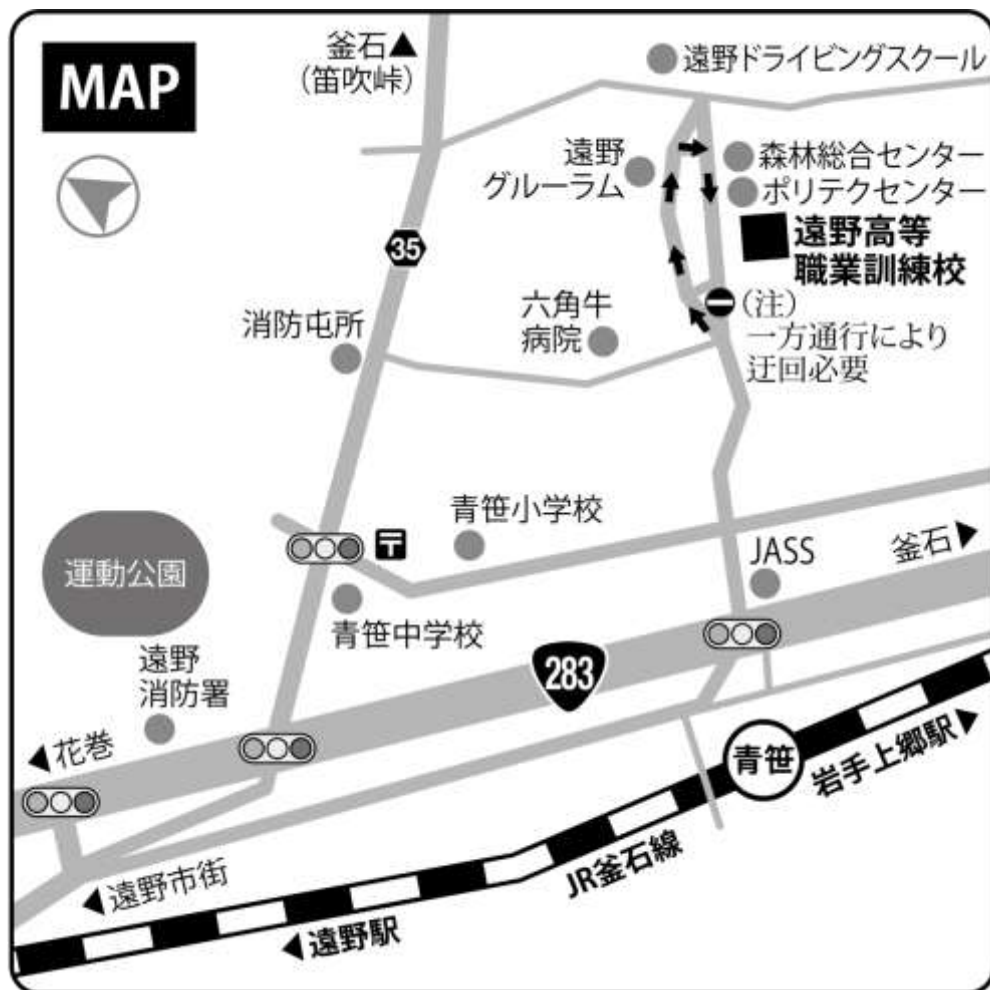 MAP
釜石▲
(笛吹峠)
遠野ドライビングスクール
遠野
グルーラム
森林総合センター
ポリテクセンター
遠野高等
職業訓練校
35
(注)
一方通行により
迂回必要
六角牛
病院
消防屯所
青笹小学校
〒
JASS
釜石▶
運動公園
青笹中学校
遠野
消防署
283
◀花巻
青笹
岩手上郷駅▶
JR釜石線
◀遠野市街
◀遠野駅